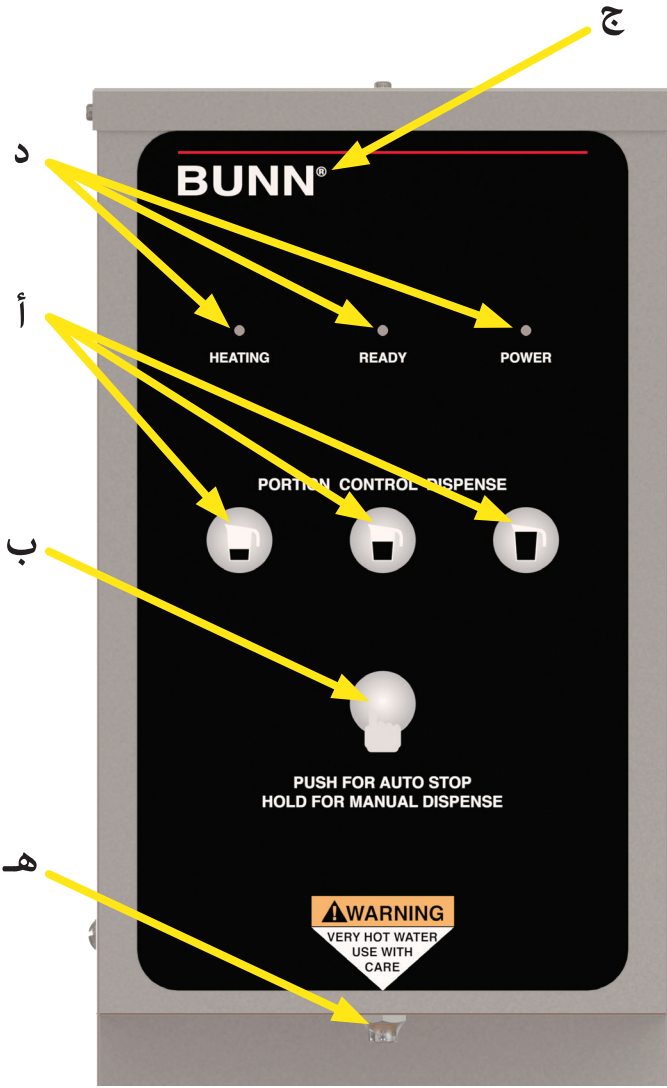 ج
د
BUNN®
أ
HEATING READY POWER
PORTION CONTROL DISPENSE
ب
PUSH FOR AUTO STOP
HOLD FOR MANUAL DISPENSE
هـ
WARNING
VERY HOT WATER
USE WITH
CARE